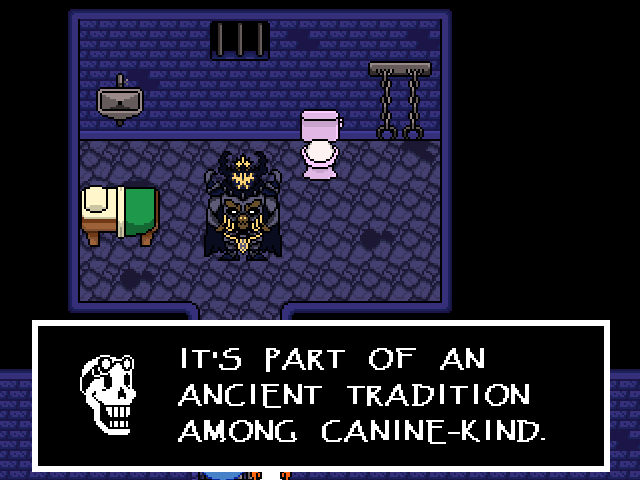 IT'S PART OF AN
ANCIENT TRADITION
AMONG CANINE-KIND.